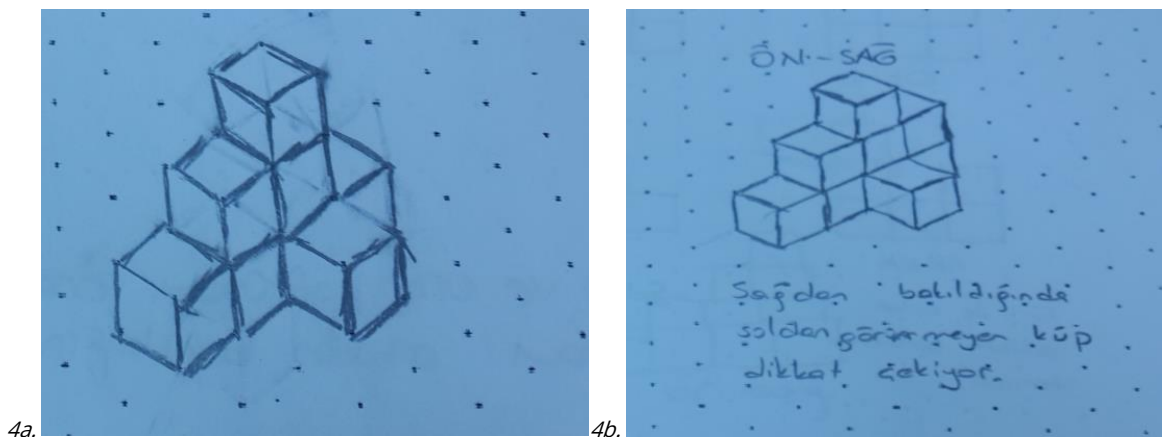 ÖN-SAĞ
Sağdan bakıldığında
soldan görünmeyen küp
dikkat çekiyor.
4a.
4b.